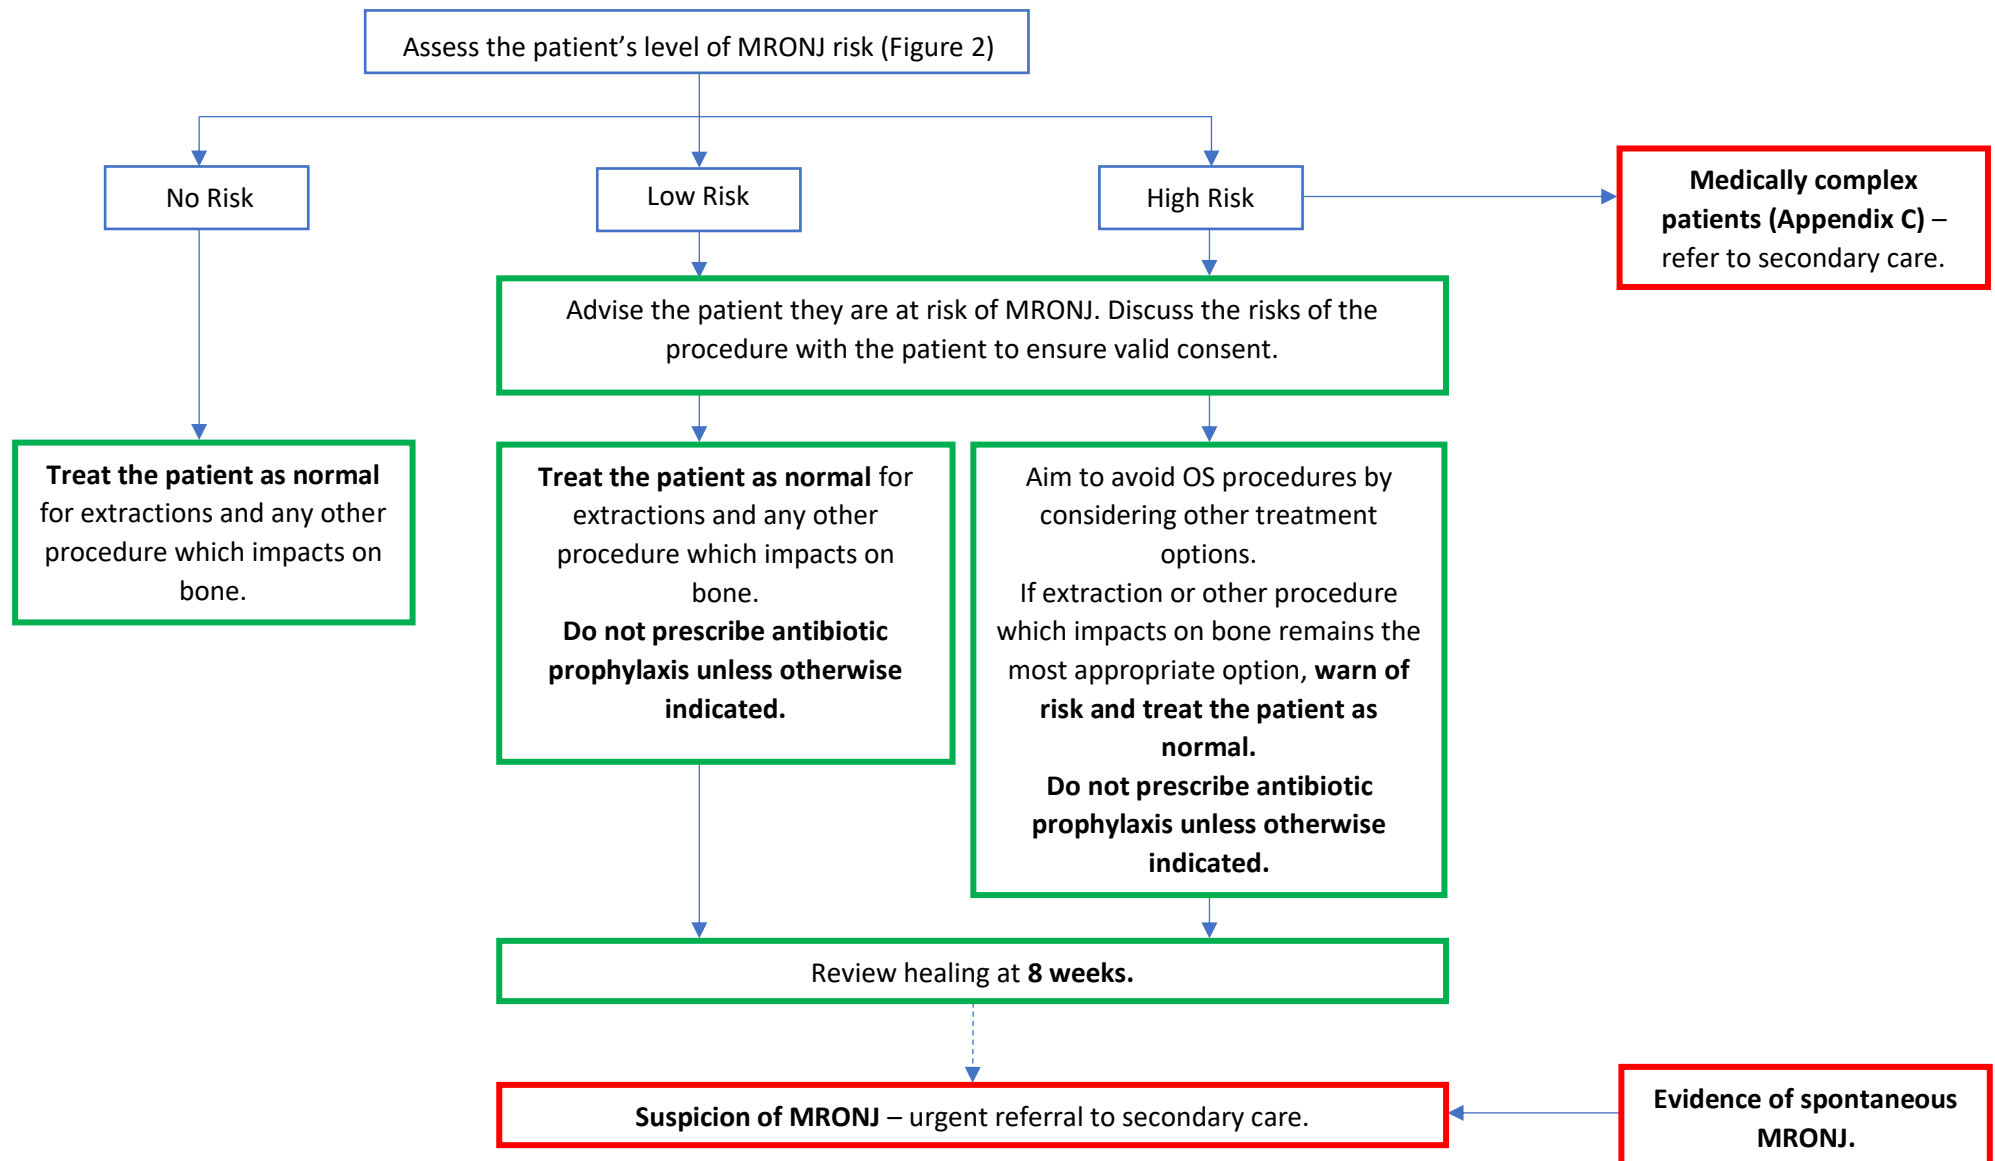 Assess the patient’s level of MRONJ risk (Figure 2)
No Risk
Low Risk
High Risk
Medically complex
patients (Appendix C) –
refer to secondary care.
Advise the patient they are at risk of MRONJ. Discuss the risks of the
procedure with the patient to ensure valid consent.
Treat the patient as normal
for extractions and any other
procedure which impacts on
bone.
Treat the patient as normal for
extractions and any other
procedure which impacts on
bone.
Do not prescribe antibiotic
prophylaxis unless otherwise
indicated.
Aim to avoid OS procedures by
considering other treatment
options.
If extraction or other procedure
which impacts on bone remains the
most appropriate option, warn of
risk and treat the patient as
normal.
Do not prescribe antibiotic
prophylaxis unless otherwise
indicated.
Review healing at 8 weeks.
Suspicion of MRONJ – urgent referral to secondary care.
Evidence of spontaneous
MRONJ.